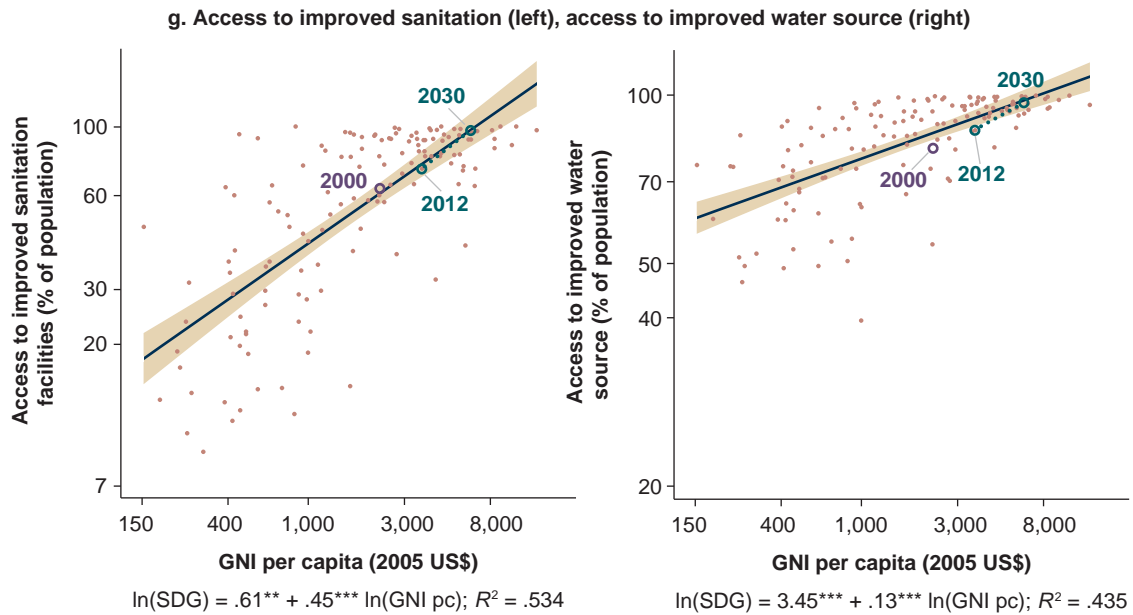 g. Access to improved sanitation (left), access to improved water source (right)
Access to improved sanitation
facilities (% of population)
100
60
30
20
7
150
400
1,000
3,000
8,000
2000
2012
2030
GNI per capita (2005 US$)
ln(SDG) = .61** + .45*** ln(GNI pc); R² = .534
Access to improved water
source (% of population)
100
70
50
40
20
150
400
1,000
3,000
8,000
2000
2012
2030
GNI per capita (2005 US$)
ln(SDG) = 3.45*** + .13*** ln(GNI pc); R² = .435